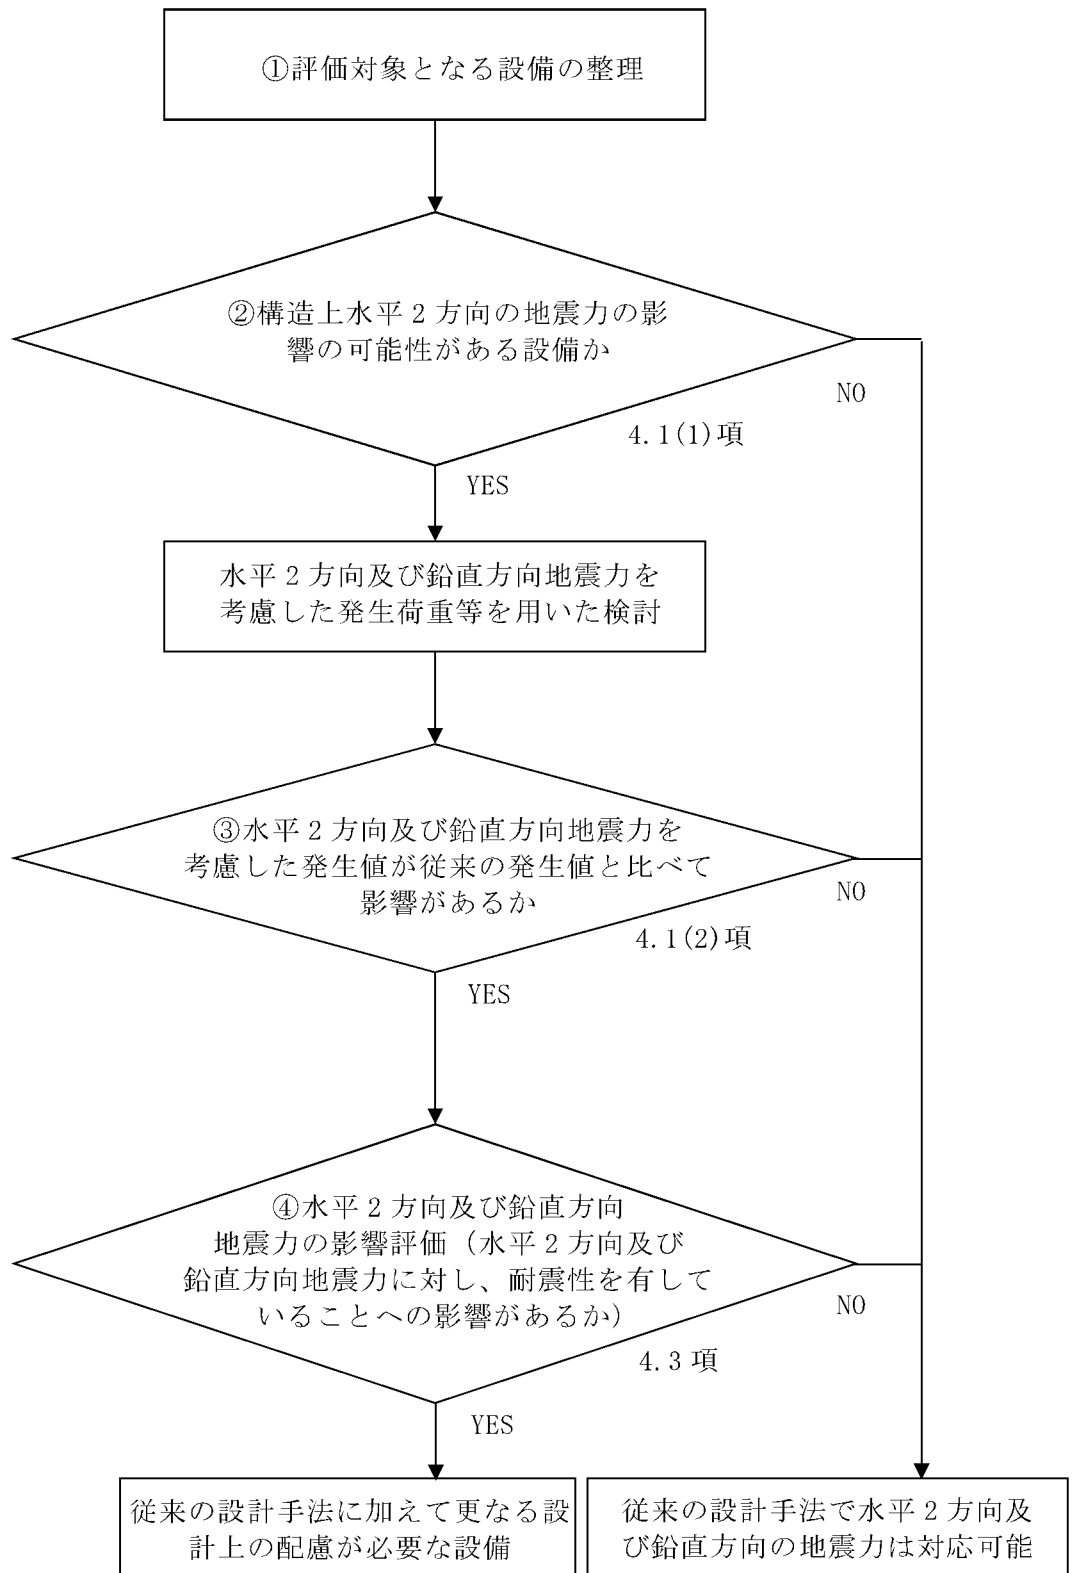 ①評価対象となる設備の整理
②構造上水平2方向の地震力の影
響の可能性がある設備か
NO
4.1(1)項
YES
水平2方向及び鉛直方向地震力を
考慮した発生荷重等を用いた検討
③水平2方向及び鉛直方向地震力を
考慮した発生値が従来の発生値と比べて
影響があるか
NO
4.1(2)項
YES
④水平2方向及び鉛直方向
地震力の影響評価（水平2方向及び
鉛直方向地震力に対し、耐震性を有して
いることへの影響があるか）
NO
4.3項
YES
従来の設計手法に加えて更なる設
計上の配慮が必要な設備
従来の設計手法で水平2方向及
び鉛直方向の地震力は対応可能